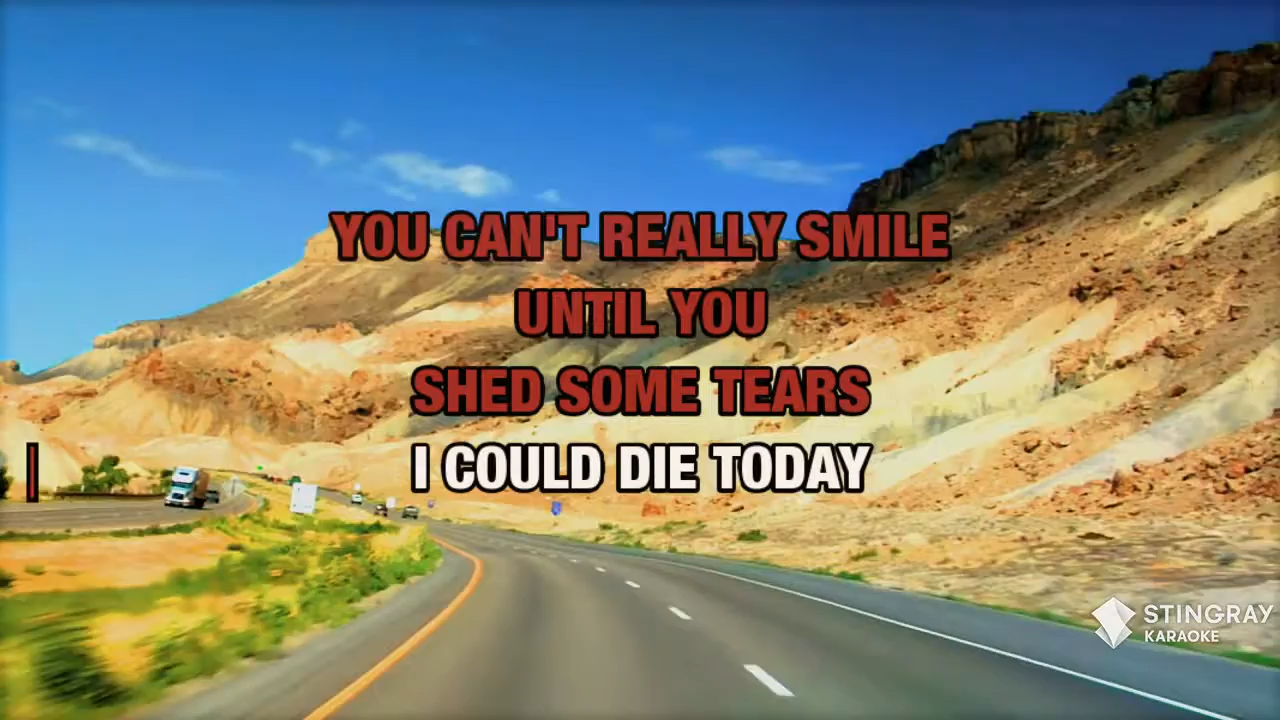 YOU CAN'T REALLY SMILE
UNTIL YOU
SHED SOME TEARS
I COULD DIE TODAY
STINGRAY
KARAOKE